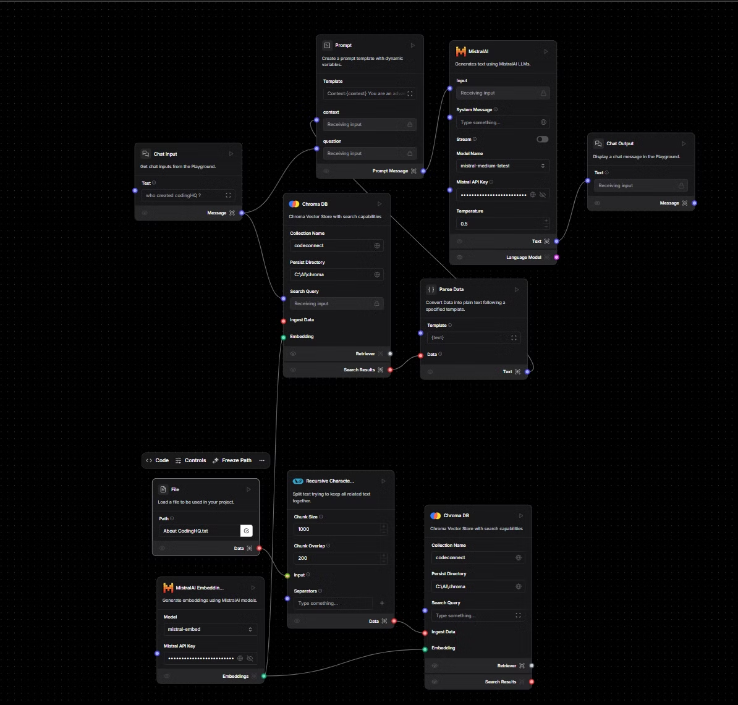 Prompt
Create a prompt template with dynamic variables.
Template
Context:{context} You are an
context
Receiving input
question
Receiving input
Prompt Message
MistralAI
Generates text using MistralAI LLMs.
Input
Receiving input
System Message
Type something...
Stream
Model Name
mistral-medium-latest
Mistral API Key
Temperature
0.5
Text
Language Model
Chat Output
Display a chat message in the Playground.
Text
Receiving input
Message
Chat Input
Get chat inputs from the Playground.
Text
who created codingHQ ?
Message
Chroma DB
Chroma Vector Store with search capabilities
Collection Name
codeconnect
Persist Directory
C:\AI\chroma
Search Query
Receiving input
Ingest Data
Embedding
Retriever
Search Results
Parse Data
Convert Data into plain text following a specified template.
Template
{text}
Data
Text
Code
Controls
Freeze Path
File
Load a file to be used in your project.
Path
About CodingHQ.txt
Data
MistralAI Embeddin...
Generate embeddings using MistralAI models.
Model
mistral-embed
Mistral API Key
Embeddings
Recursive Characte...
Split text trying to keep all related text together.
Chunk Size
1000
Chunk Overlap
200
Input
Separators
Type something...
Data
Chroma DB
Chroma Vector Store with search capabilities
Collection Name
codeconnect
Persist Directory
C:\AI\chroma
Search Query
Type something...
Ingest Data
Embedding
Retriever
Search Results